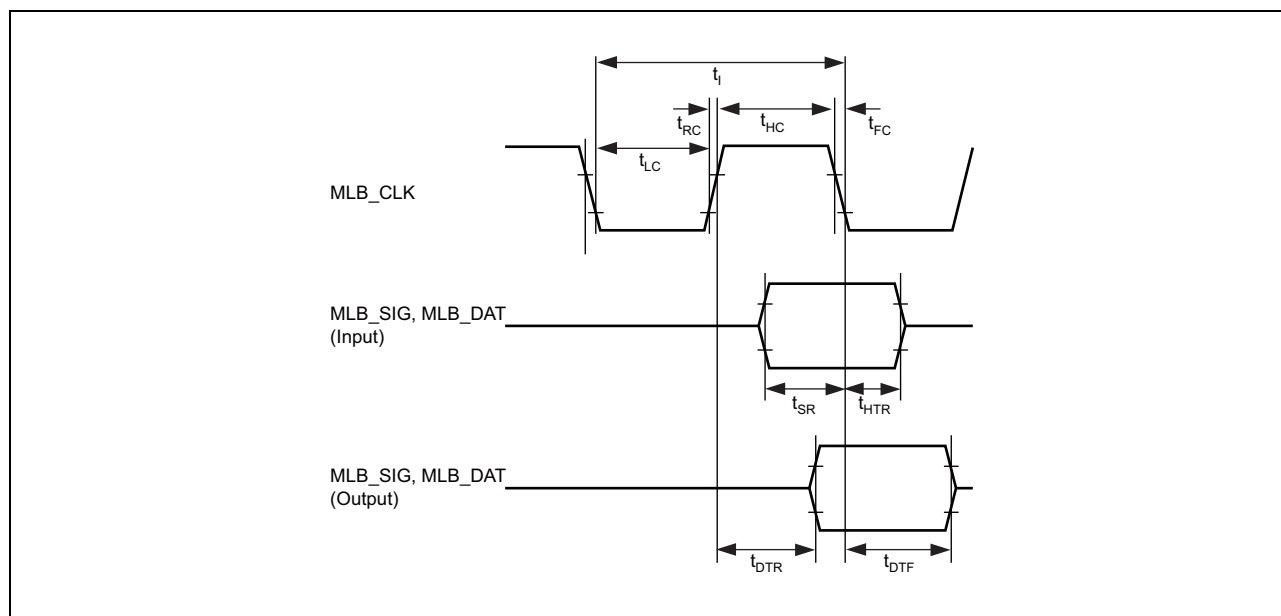 t_I
t_RC
t_HC
t_FC
t_LC
MLB_CLK
MLB_SIG, MLB_DAT
(Input)
t_SR
t_HTR
MLB_SIG, MLB_DAT
(Output)
t_DTR
t_DTF